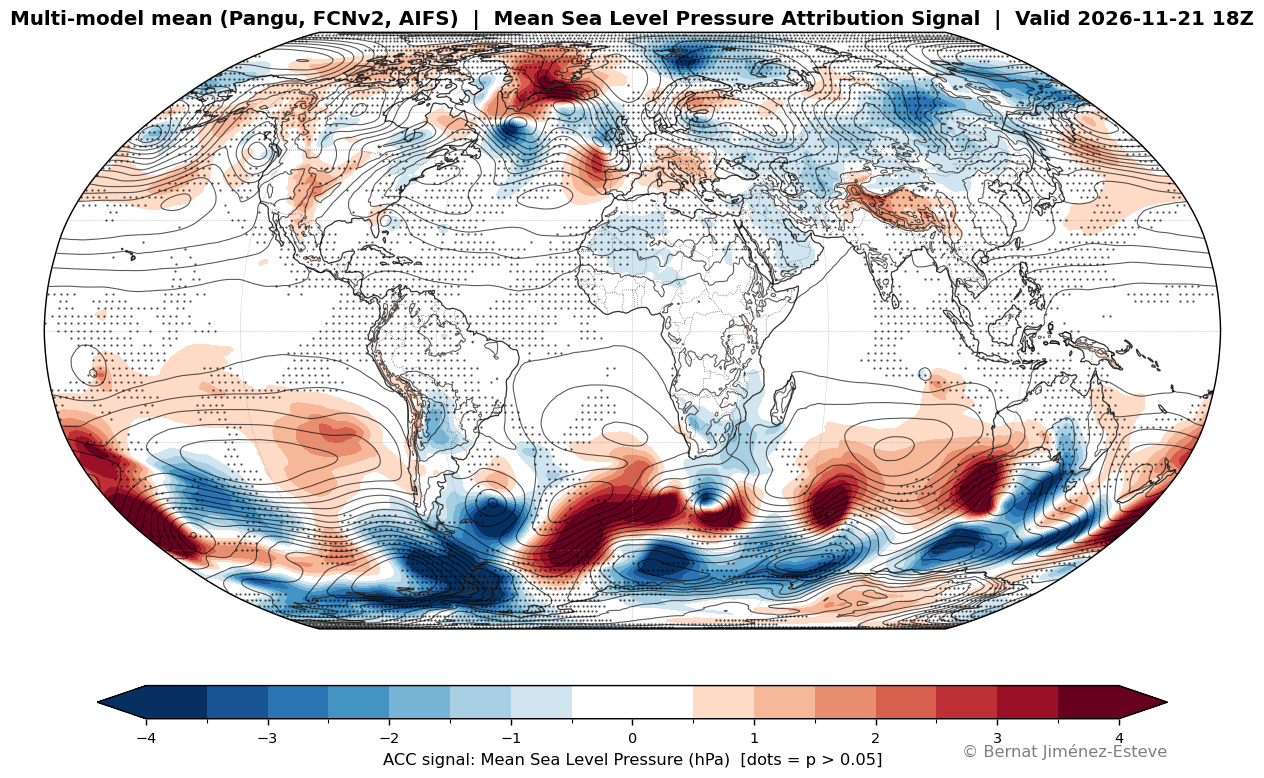 Multi-model mean (Pangu, FCNv2, AIFS)  |  Mean Sea Level Pressure Attribution Signal  |  Valid 2026-11-21 18Z
−4 −3 −2 −1 0 1 2 3 4
ACC signal: Mean Sea Level Pressure (hPa)  [dots = p > 0.05]
© Bernat Jiménez-Esteve